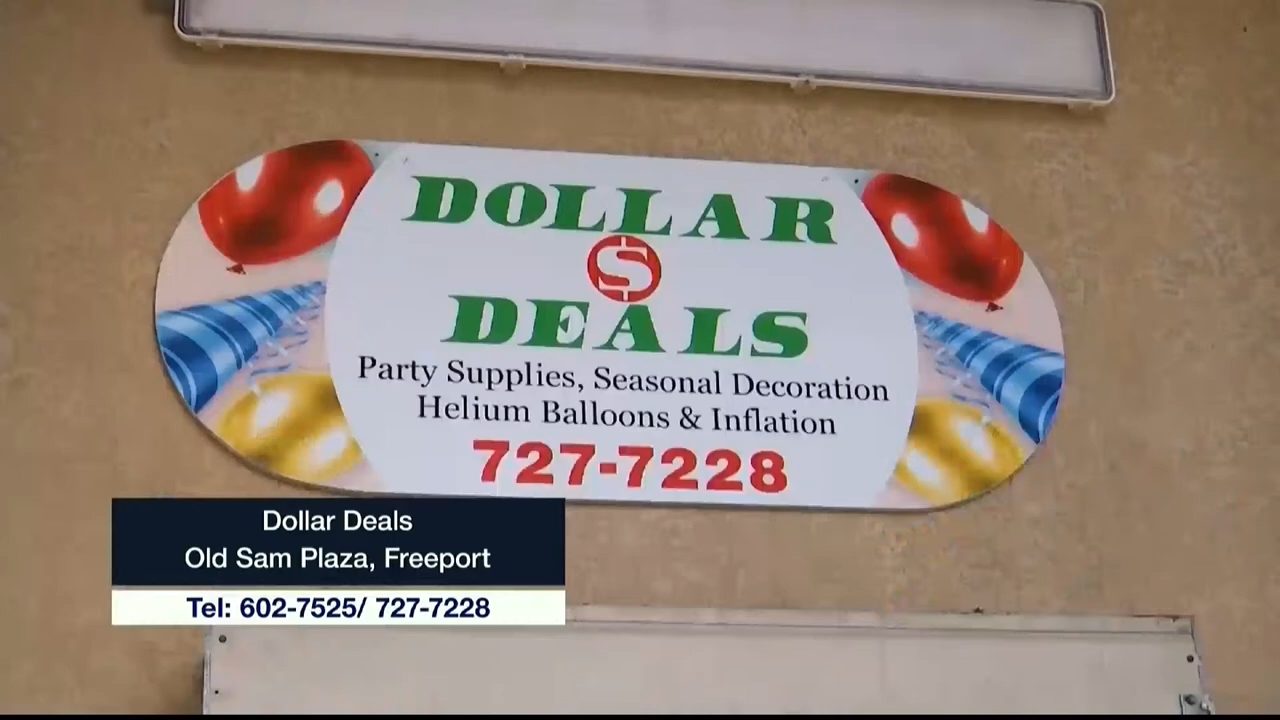 DOLLAR
$
DEALS
Party Supplies, Seasonal Decoration
Helium Balloons & Inflation
727-7228
Dollar Deals
Old Sam Plaza, Freeport
Tel: 602-7525/ 727-7228